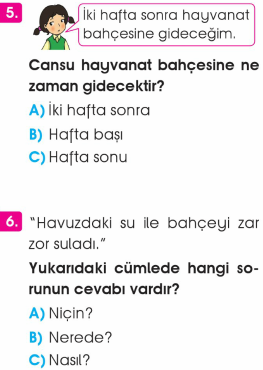 5.
İki hafta sonra hayvanat
bahçesine gideceğim.
Cansu hayvanat bahçesine ne
zaman gidecektir?
A) İki hafta sonra
B) Hafta başı
C) Hafta sonu
6. "Havuzdaki su ile bahçeyi zar
zor suladı."
Yukarıdaki cümlede hangi so-
runun cevabı vardır?
A) Niçin?
B) Nerede?
C) Nasıl?